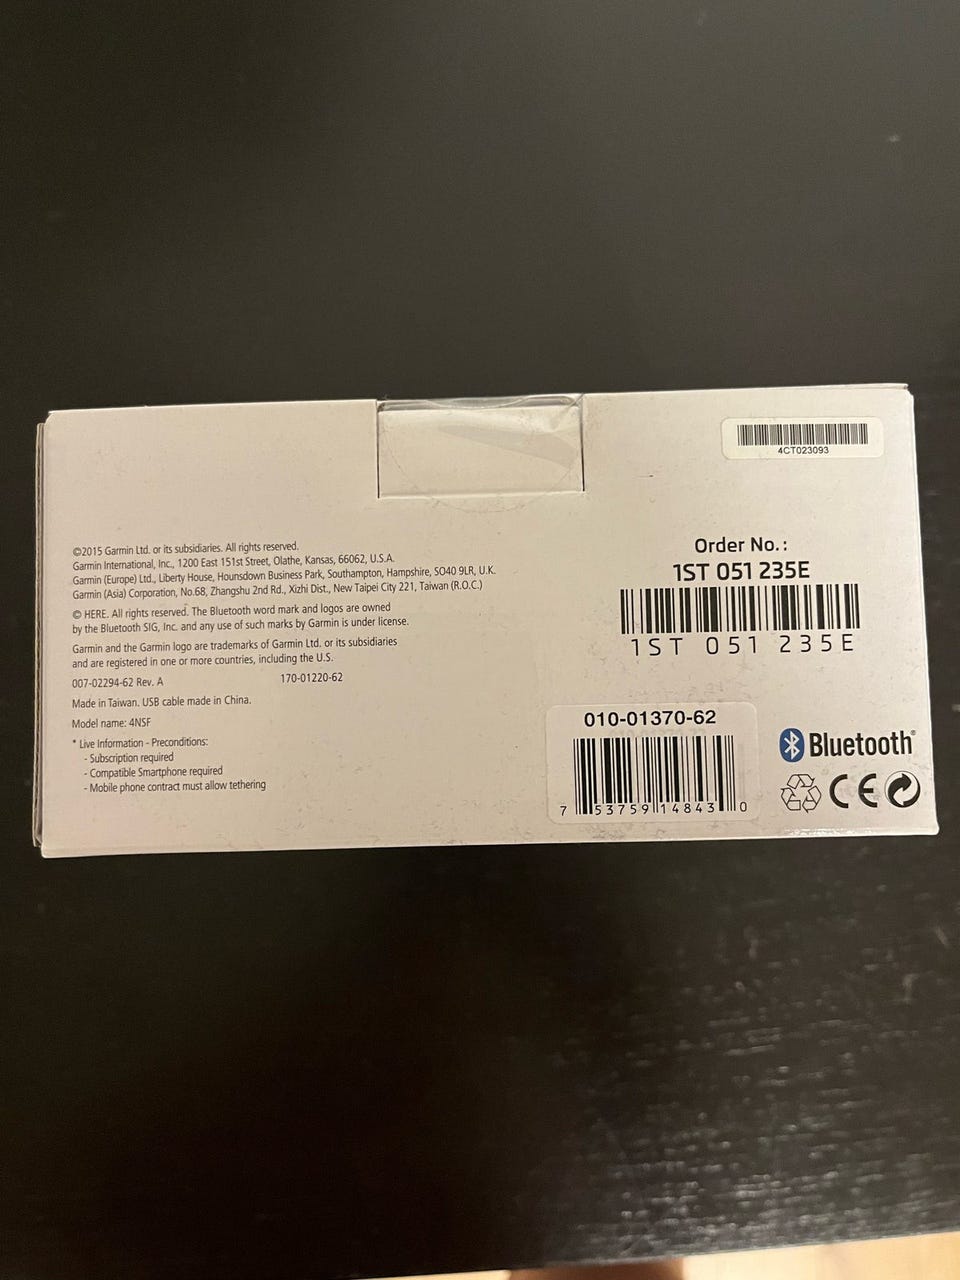 4CT023093
©2015 Garmin Ltd. or its subsidiaries. All rights reserved.
Garmin International, Inc., 1200 East 151st Street, Olathe, Kansas, 66062, U.S.A.
Garmin (Europe) Ltd., Liberty House, Hounsdown Business Park, Southampton, Hampshire, SO40 9LR, U.K.
Garmin (Asia) Corporation, No.68, Zhangshu 2nd Rd., Xizhi Dist., New Taipei City 221, Taiwan (R.O.C.)
© HERE. All rights reserved. The Bluetooth word mark and logos are owned
by the Bluetooth SIG, Inc. and any use of such marks by Garmin is under license.
Garmin and the Garmin logo are trademarks of Garmin Ltd. or its subsidiaries
and are registered in one or more countries, including the U.S.
007-02294-62 Rev. A 170-01220-62
Made in Taiwan. USB cable made in China.
Model name: 4NSF
* Live Information - Preconditions:
- Subscription required
- Compatible Smartphone required
- Mobile phone contract must allow tethering
Order No.:
1ST 051 235E
1ST 051 235E
010-01370-62
7 53759 14843 0
Bluetooth®
CE